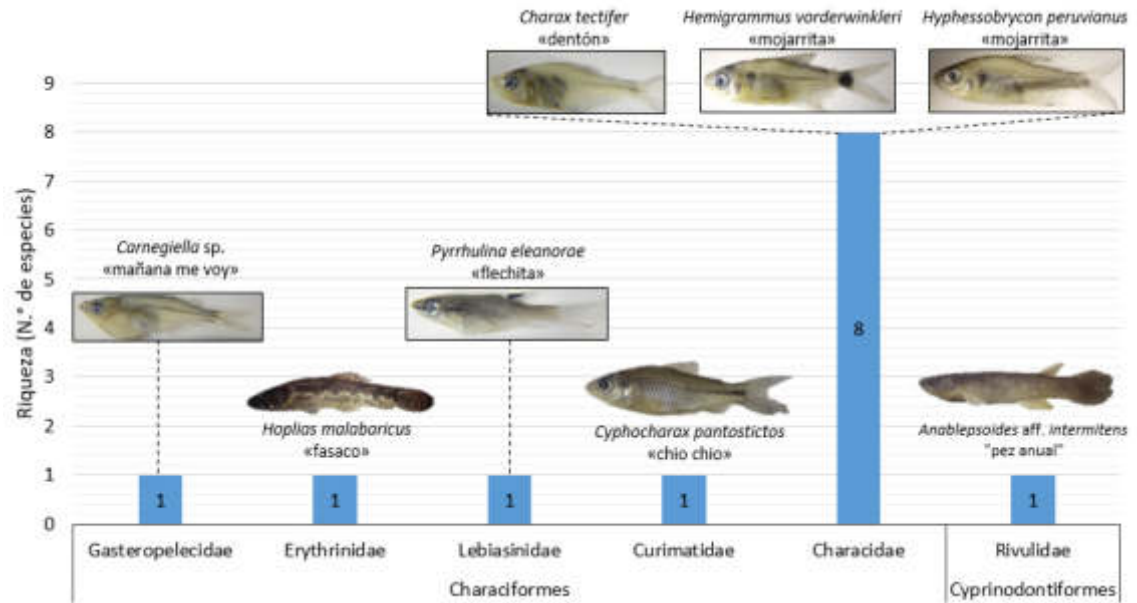 Charax tectifer
«dentón»
Hemigrammus vorderwinkleri
«mojarrita»
Hyphessobrycon peruvianus
«mojarrita»
Riqueza (N.° de especies)
9
8
7
6
5
4
3
2
1
0
Carnegiella sp.
«mañana me voy»
Pyrrhulina eleanorae
«flechita»
Hoplias malabaricus
«fasaco»
Cyphocharax pantostictos
«chio chio»
Anablepsoides aff. intermitens
"pez anual"
1
1
1
1
8
1
Gasteropelecidae
Erythrinidae
Lebiasinidae
Curimatidae
Characidae
Rivulidae
Characiformes
Cyprinodontiformes